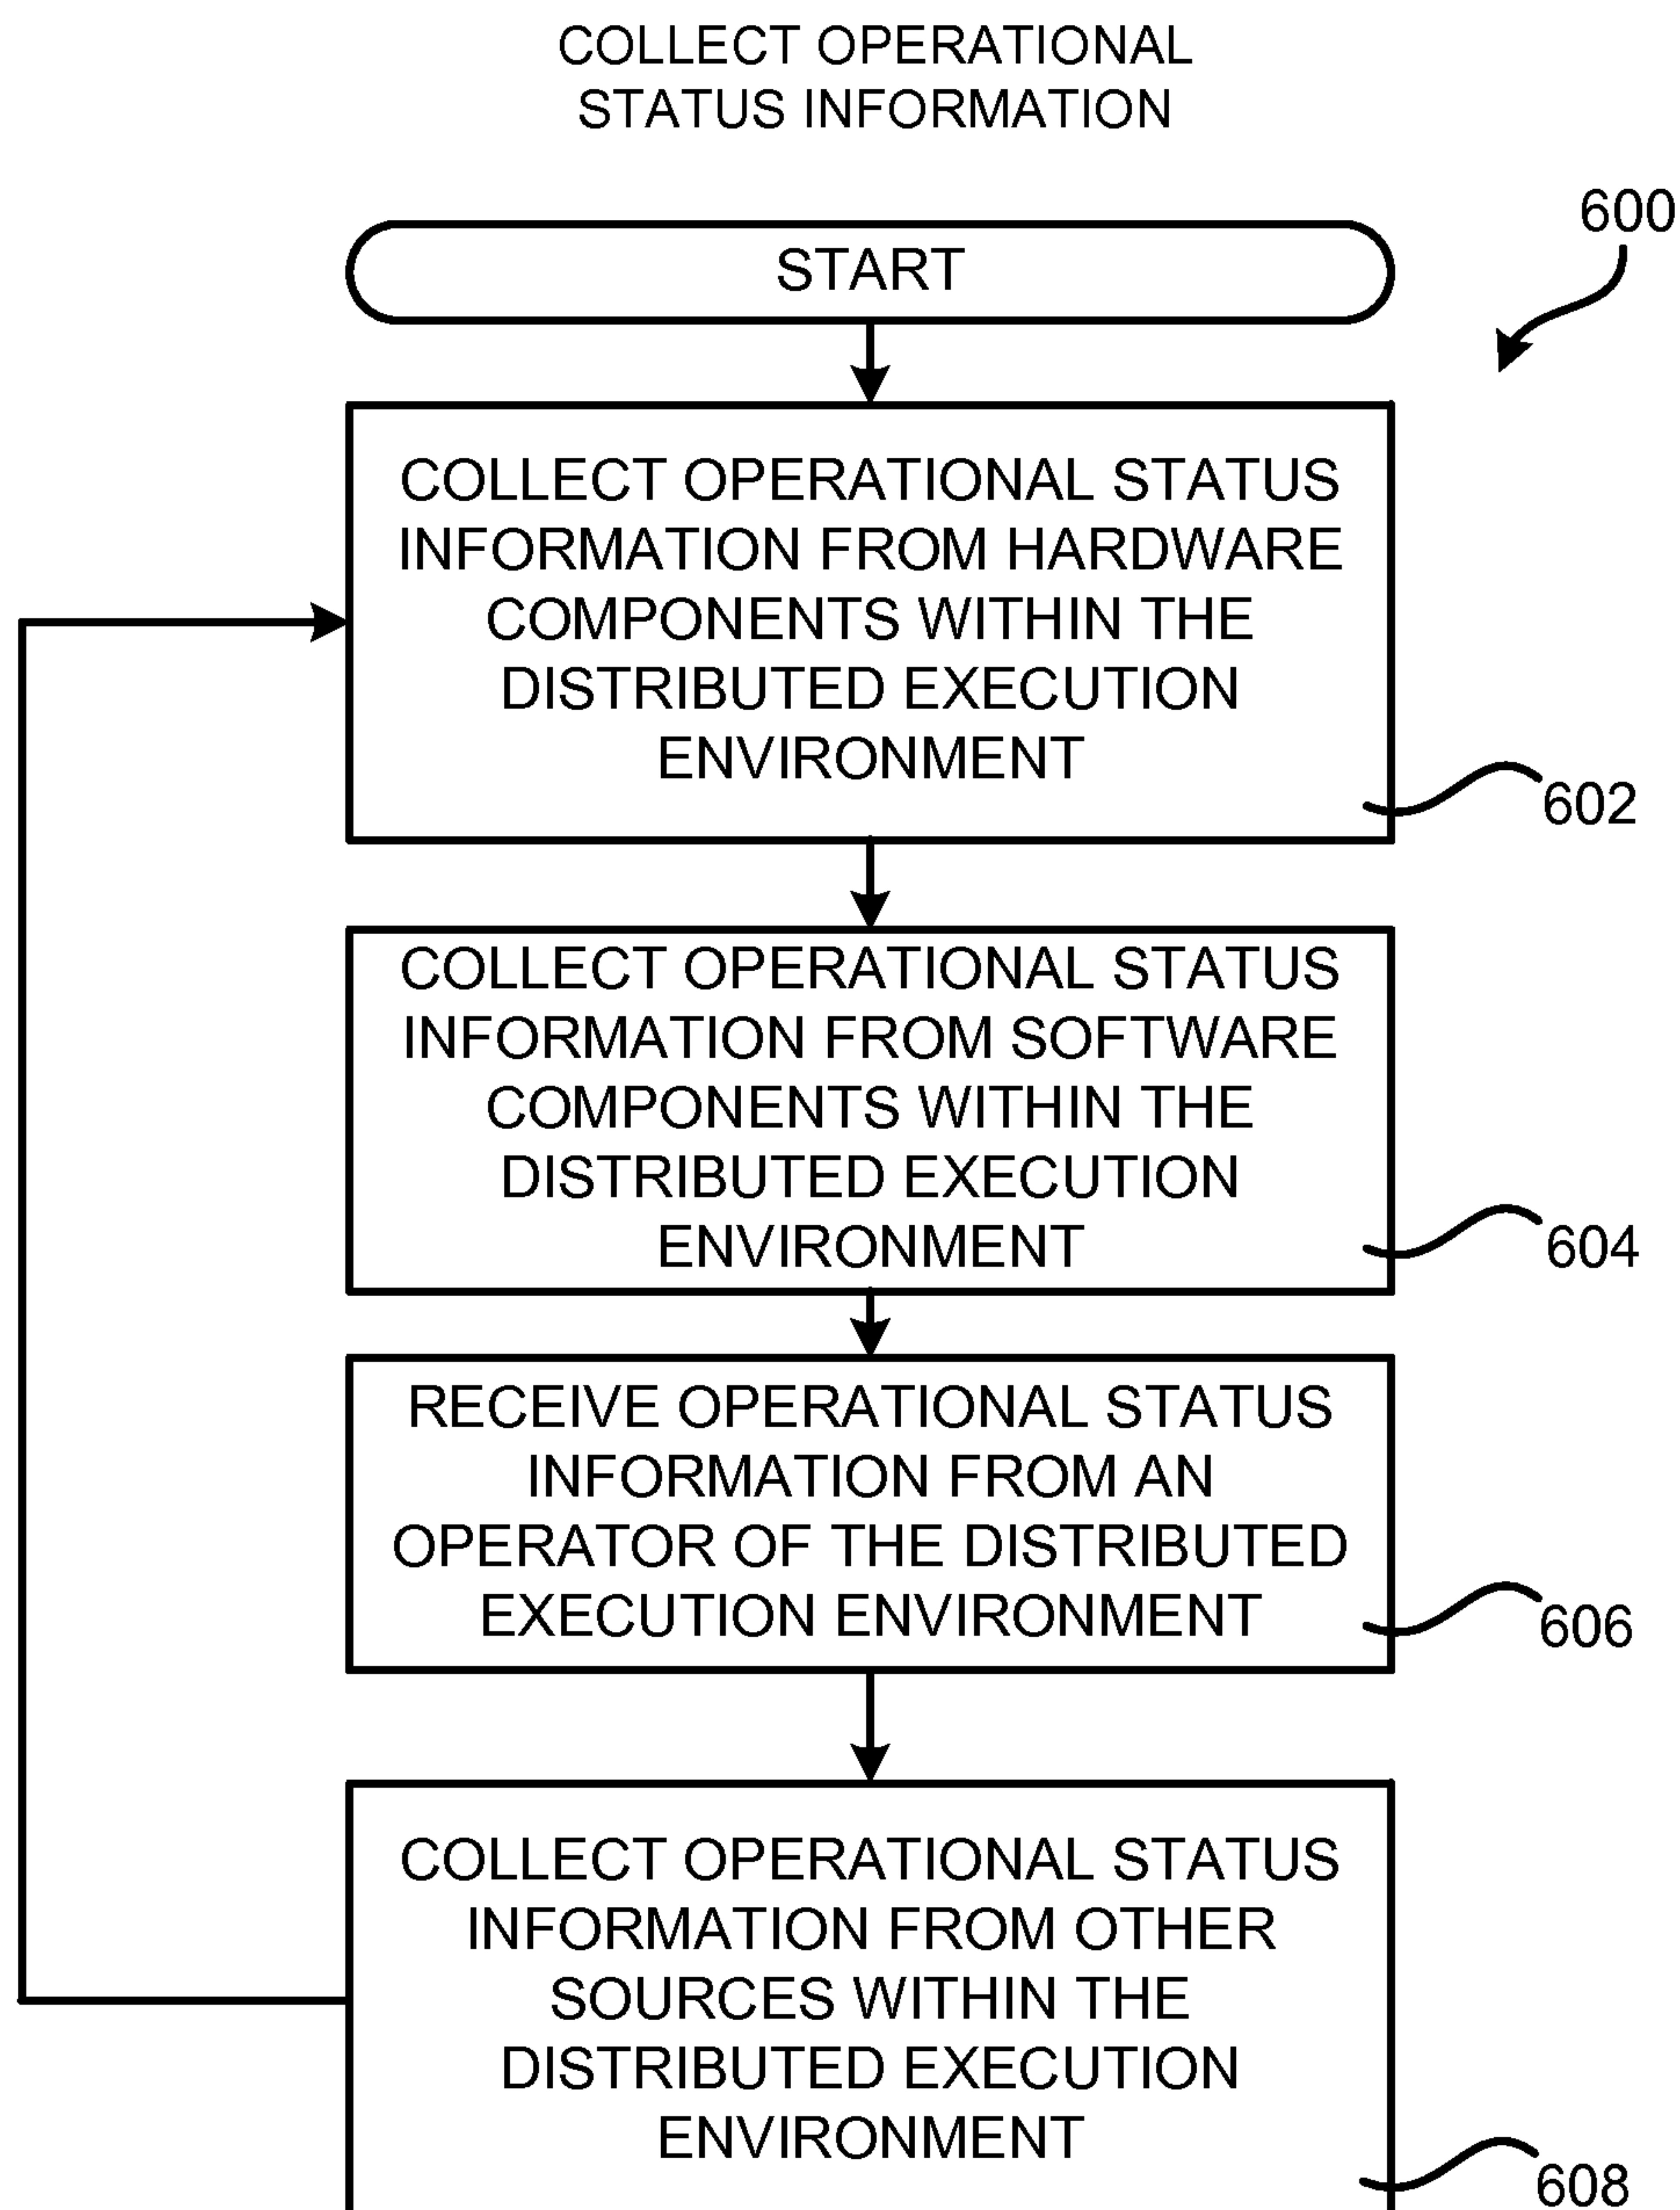 COLLECT OPERATIONAL
STATUS INFORMATION
600
START
COLLECT OPERATIONAL STATUS
INFORMATION FROM HARDWARE
COMPONENTS WITHIN THE
DISTRIBUTED EXECUTION
ENVIRONMENT
602
COLLECT OPERATIONAL STATUS
INFORMATION FROM SOFTWARE
COMPONENTS WITHIN THE
DISTRIBUTED EXECUTION
ENVIRONMENT
604
RECEIVE OPERATIONAL STATUS
INFORMATION FROM AN
OPERATOR OF THE DISTRIBUTED
EXECUTION ENVIRONMENT
606
COLLECT OPERATIONAL STATUS
INFORMATION FROM OTHER
SOURCES WITHIN THE
DISTRIBUTED EXECUTION
ENVIRONMENT
608